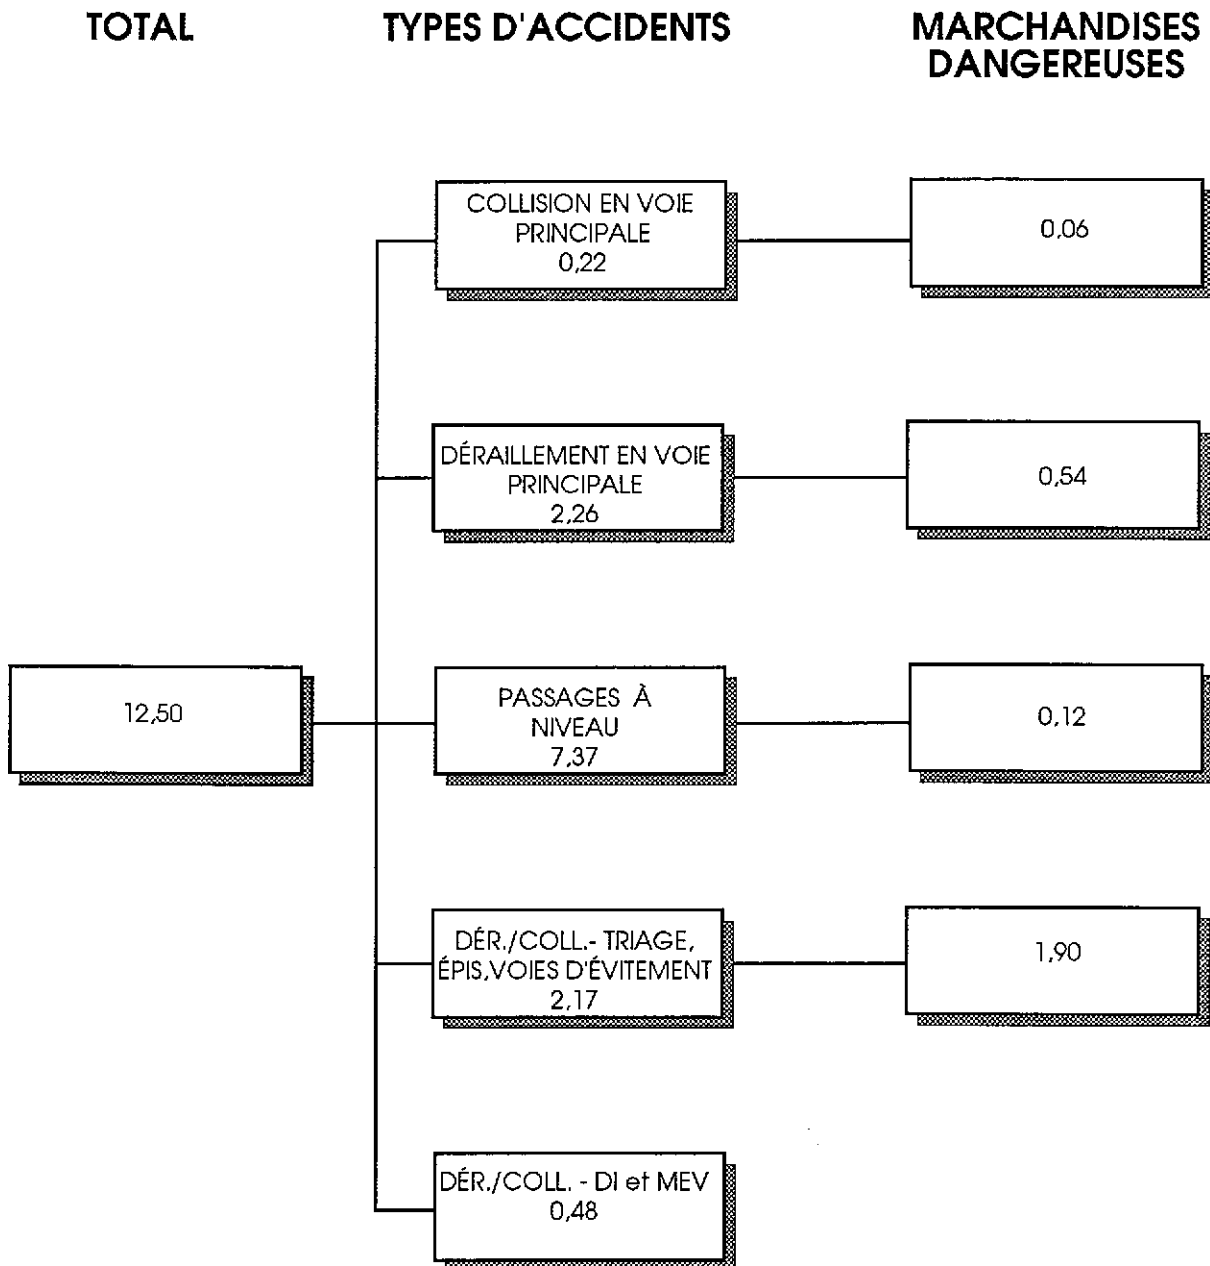 TOTAL
TYPES D'ACCIDENTS
MARCHANDISES
DANGEREUSES
COLLISION EN VOIE
PRINCIPALE
0,22
0,06
DÉRAILLEMENT EN VOIE
PRINCIPALE
2,26
0,54
12,50
PASSAGES À
NIVEAU
7,37
0,12
DÉR./COLL.- TRIAGE,
ÉPIS,VOIES D'ÉVITEMENT
2,17
1,90
DÉR./COLL. - DI et MEV
0,48